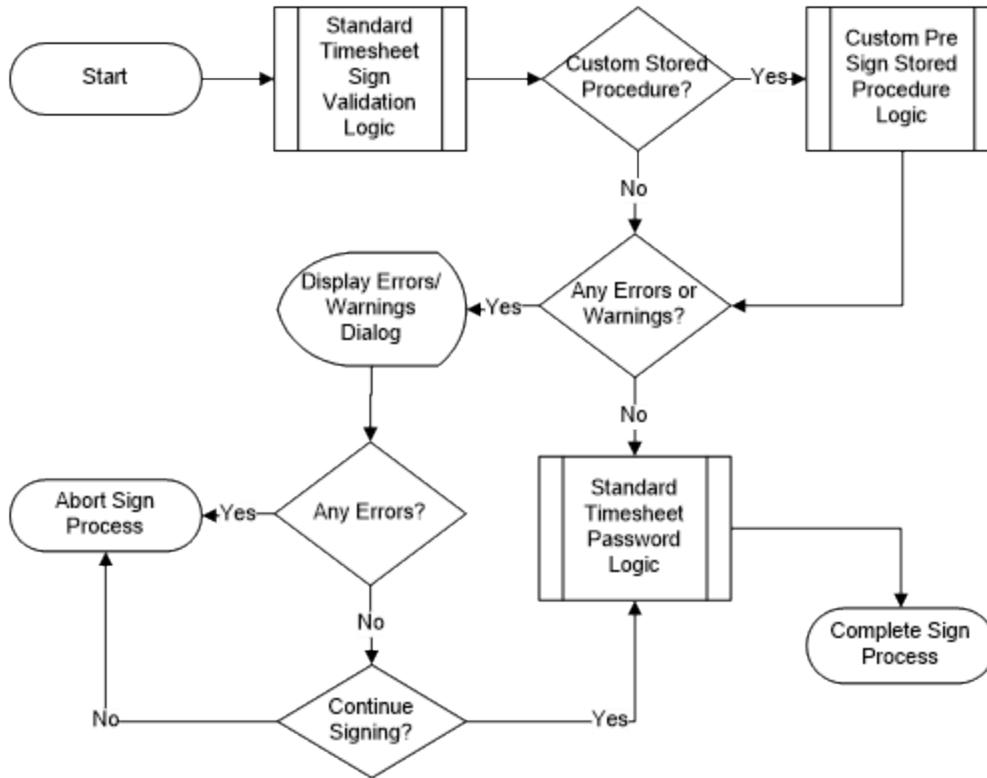 Start
Standard
Timesheet
Sign
Validation
Logic
Custom Stored
Procedure?
Yes
Custom Pre
Sign Stored
Procedure
Logic
No
Display Errors/
Warnings
Dialog
Yes
Any Errors or
Warnings?
No
Abort Sign
Process
Yes
Any Errors?
Standard
Timesheet
Password
Logic
No
Complete Sign
Process
No
Continue
Signing?
Yes